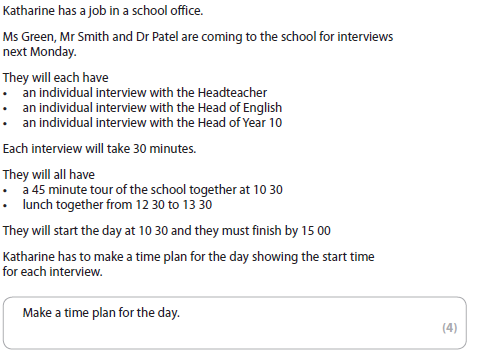 Katharine has a job in a school office.
Ms Green, Mr Smith and Dr Patel are coming to the school for interviews
next Monday.
They will each have
• an individual interview with the Headteacher
• an individual interview with the Head of English
• an individual interview with the Head of Year 10
Each interview will take 30 minutes.
They will all have
• a 45 minute tour of the school together at 10 30
• lunch together from 12 30 to 13 30
They will start the day at 10 30 and they must finish by 15 00
Katharine has to make a time plan for the day showing the start time
for each interview.
Make a time plan for the day.
(4)